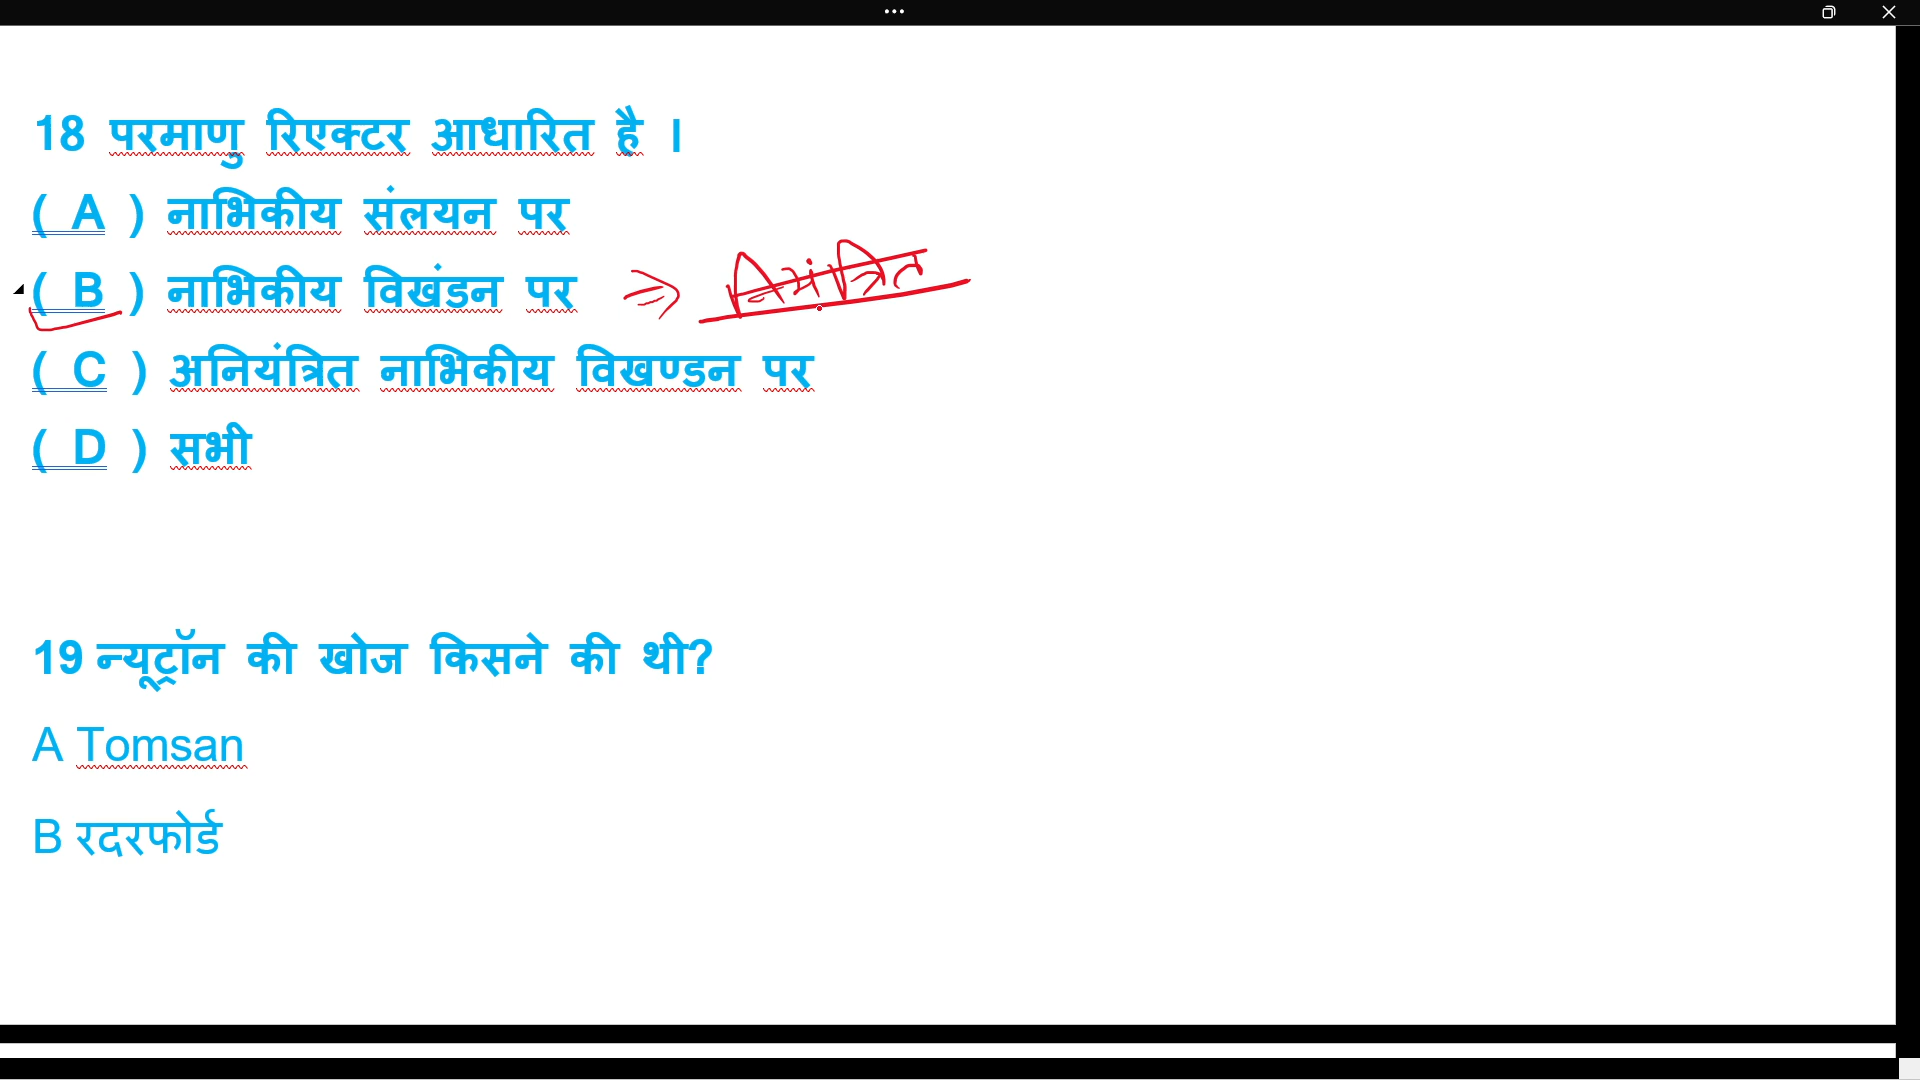 18 परमाणु रिएक्टर आधारित है ।
( A ) नाभिकीय संलयन पर
( B ) नाभिकीय विखंडन पर ⇒ नियंत्रित
( C ) अनियंत्रित नाभिकीय विखण्डन पर
( D ) सभी
19 न्यूट्रॉन की खोज किसने की थी?
A Tomsan
B रदरफोर्ड